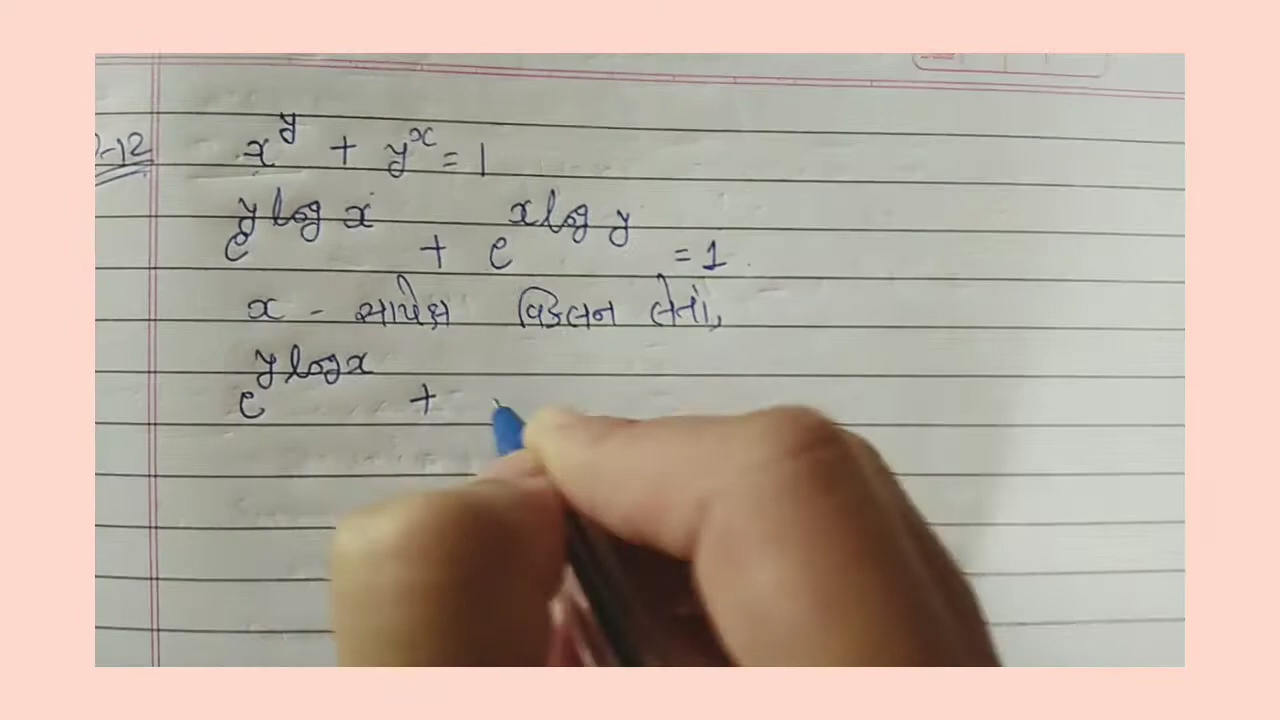 -12 x^y + y^x = 1
e^{y log x} + e^{x log y} = 1
x - સાપેક્ષ વિકલન લેતાં,
e^{y log x} +